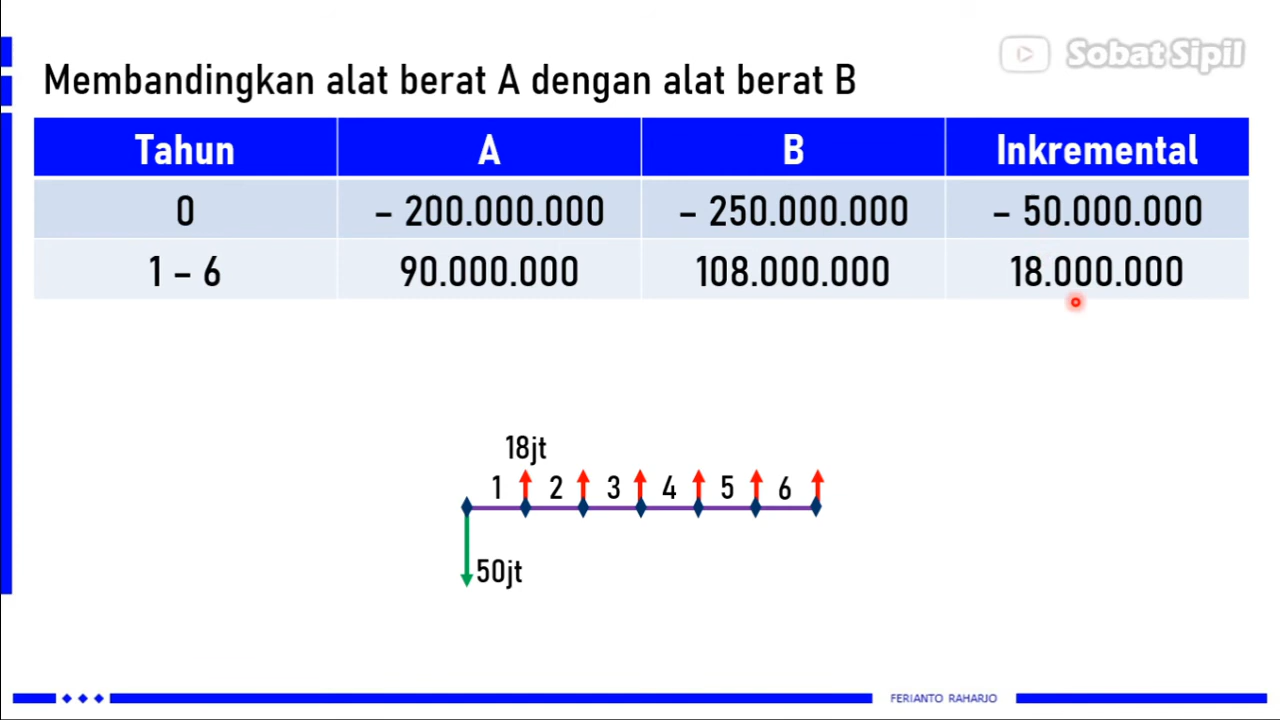 Sobat Sipil
Membandingkan alat berat A dengan alat berat B
Tahun A B Inkremental
0 – 200.000.000 – 250.000.000 – 50.000.000
1 – 6 90.000.000 108.000.000 18.000.000
18jt
1 2 3 4 5 6
50jt
FERIANTO RAHARJO